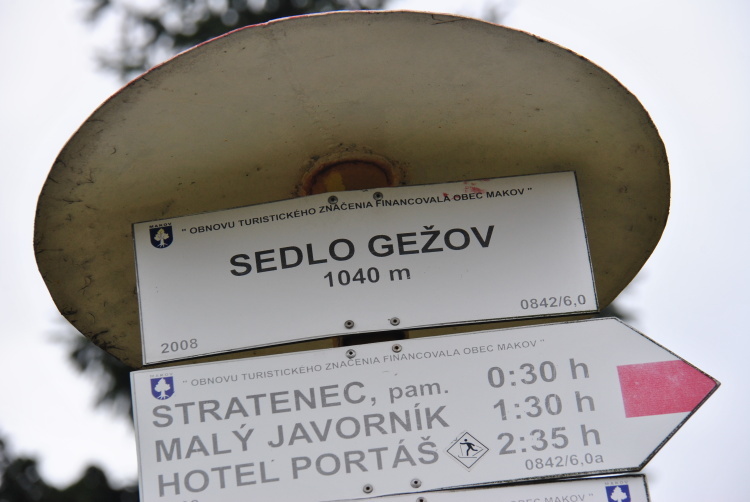 MAKOV
" OBNOVU TURISTICKÉHO ZNAČENIA FINANCOVALA OBEC MAKOV "
SEDLO GEŽOV
1040 m
2008
0842/6,0
" OBNOVU TURISTICKÉHO ZNAČENIA FINANCOVALA OBEC MAKOV "
STRATENEC, pam. 0:30 h
MALÝ JAVORNÍK 1:30 h
HOTEL PORTÁŠ 2:35 h
0842/6,0a